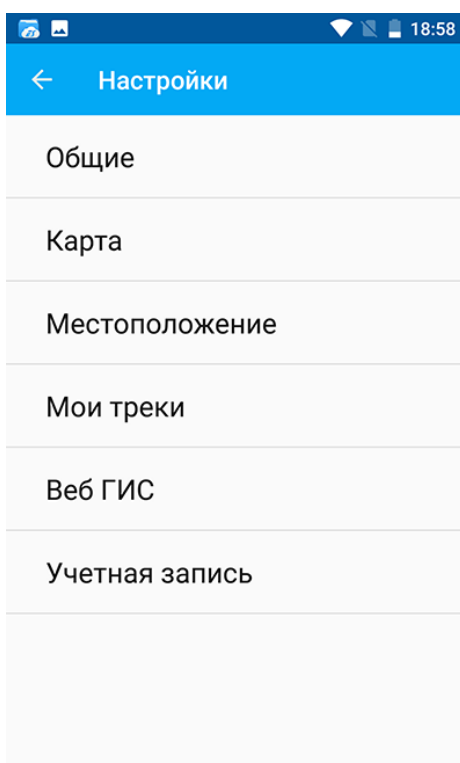 18:58
Настройки
Общие
Карта
Местоположение
Мои треки
Веб ГИС
Учетная запись